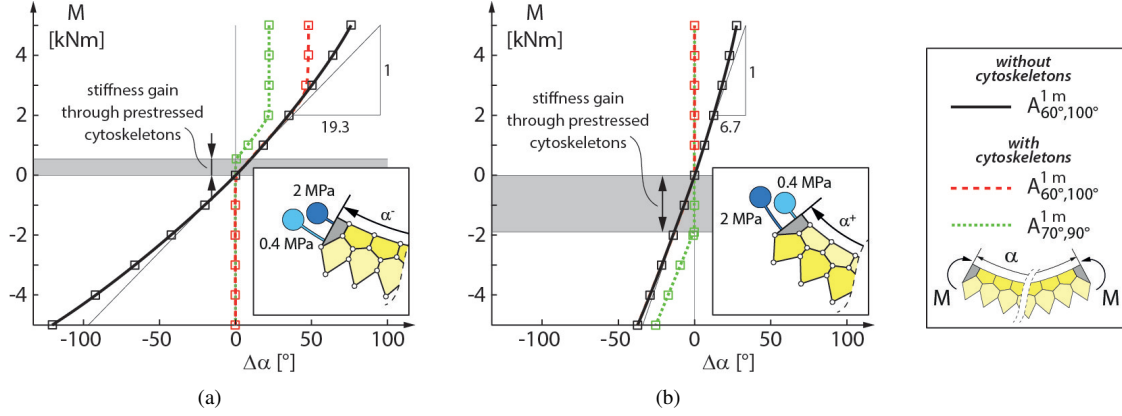 M
[kNm]
4
2
0
-2
-4
stiffness gain
through prestressed
cytoskeletons
1
19.3
2 MPa
0.4 MPa
α⁻
-100
-50
0
50
100
Δα [°]
(a)
M
[kNm]
4
2
0
-2
-4
stiffness gain
through prestressed
cytoskeletons
1
6.7
0.4 MPa
2 MPa
α⁺
-100
-50
0
50
100
Δα [°]
(b)
without
cytoskeletons
A 1 m 60°,100°
with
cytoskeletons
A 1 m 60°,100°
A 1 m 70°,90°
α
M
M